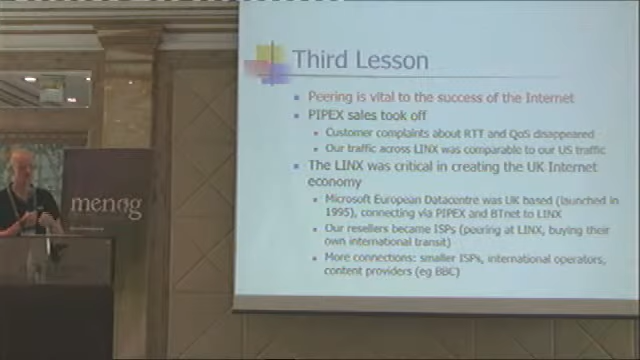 Third Lesson
Peering is vital to the success of the Internet
PIPEX sales took off
Customer complaints about RTT and QoS disappeared
Our traffic across LINX was comparable to our US traffic
The LINX was critical in creating the UK Internet
economy
Microsoft European Datacentre was UK based (launched in
1995), connecting via PIPEX and BTnet to LINX
Our resellers became ISPs (peering at LINX, buying their
own international transit)
More connections: smaller ISPs, international operators,
content providers (eg BBC)
menog